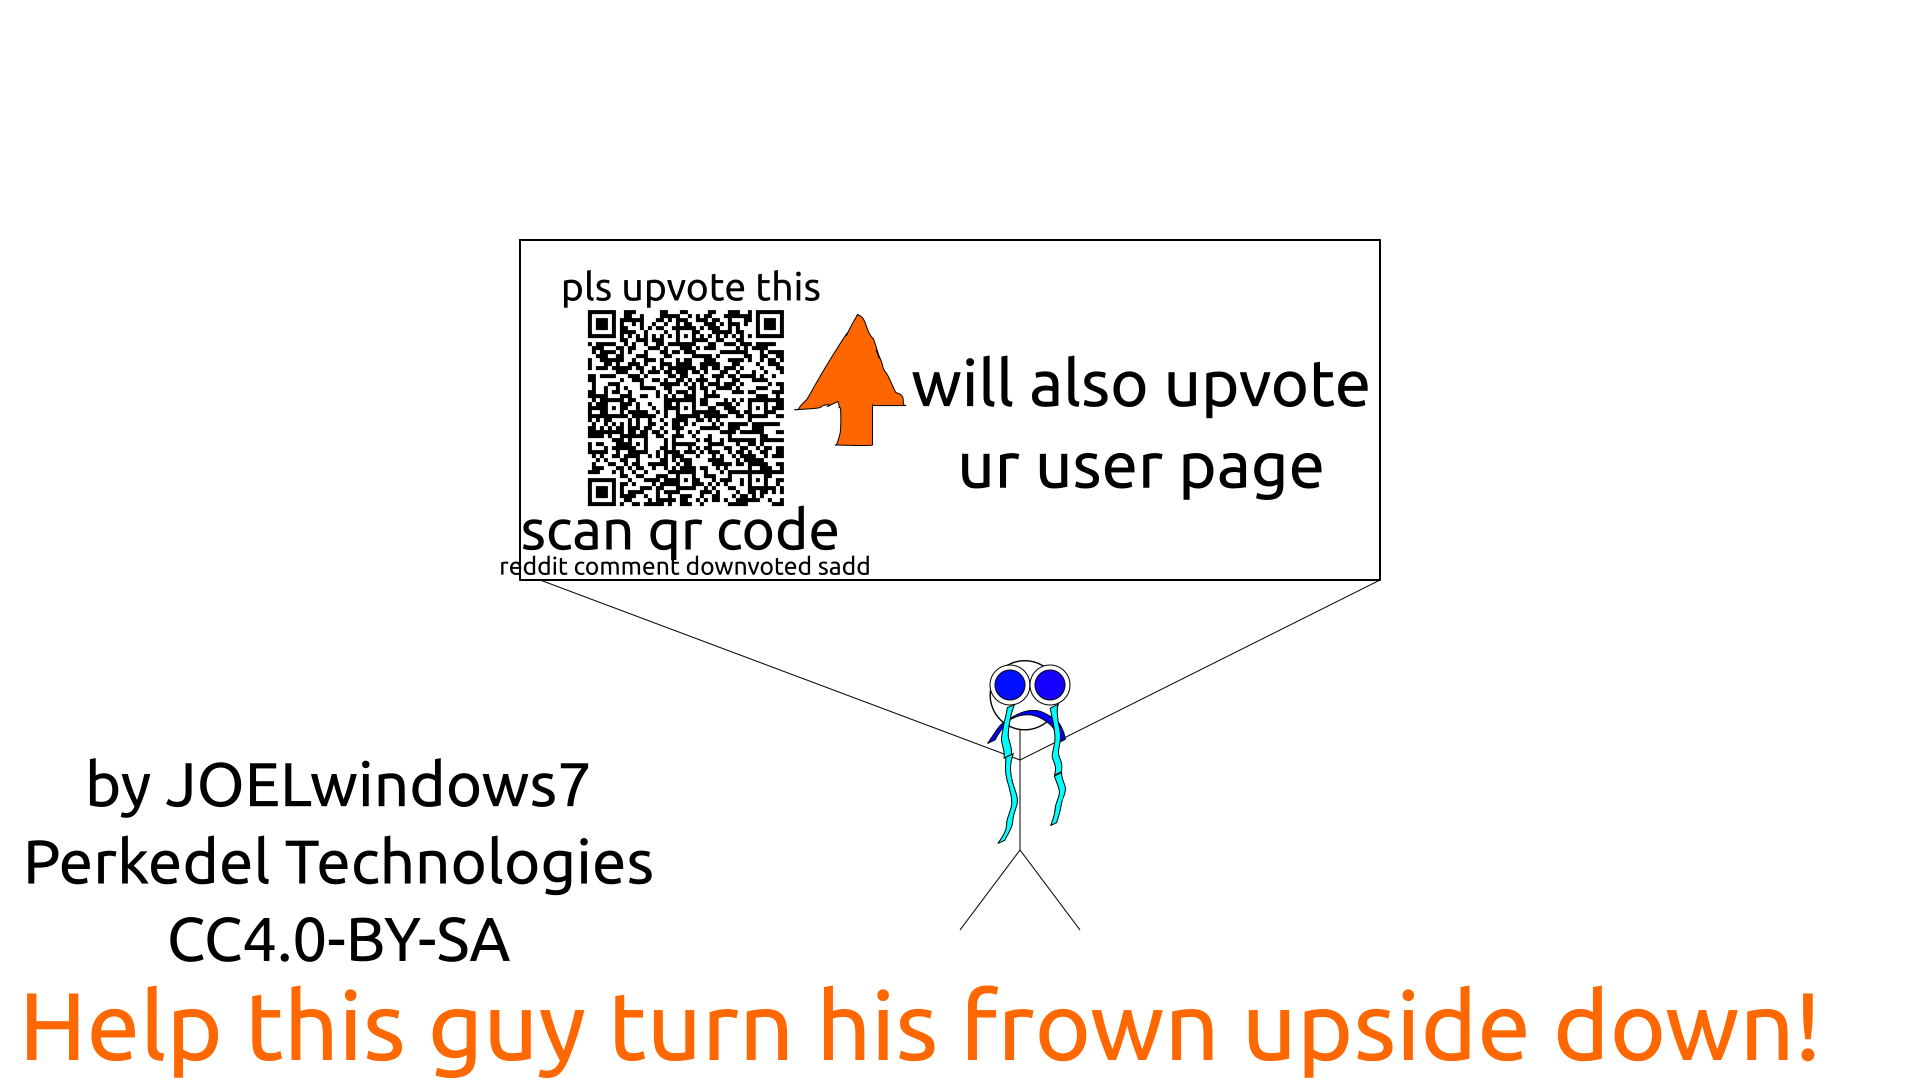 pls upvote this
will also upvote
ur user page
scan qr code
reddit comment downvoted sadd
by JOELwindows7
Perkedel Technologies
CC4.0-BY-SA
Help this guy turn his frown upside down!